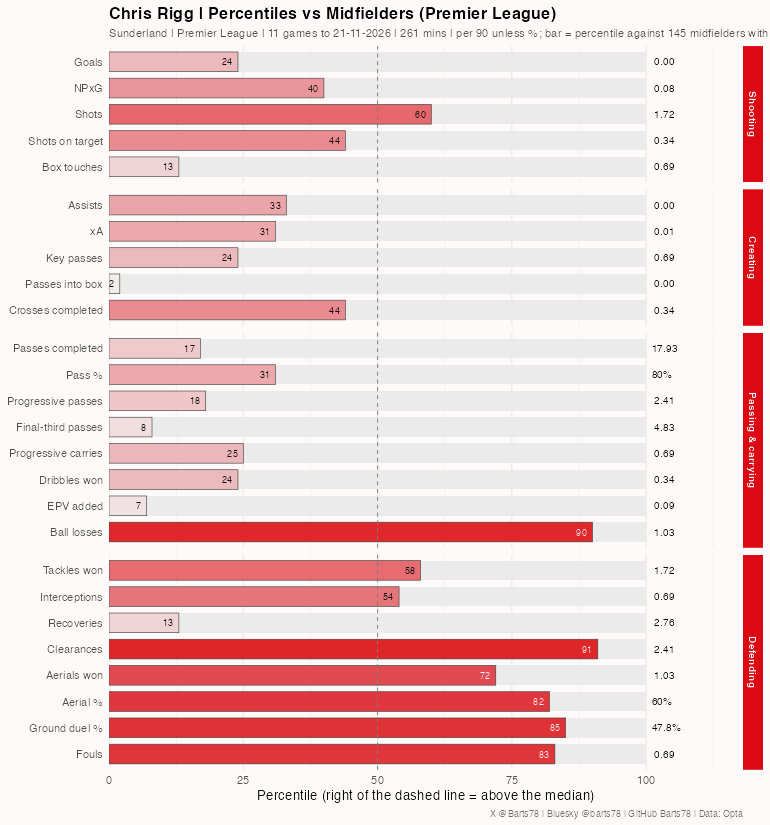 Chris Rigg | Percentiles vs Midfielders (Premier League)
Sunderland | Premier League | 11 games to 21-11-2026 | 261 mins | per 90 unless %; bar = percentile against 145 midfielders with
Goals 24 0.00
NPxG 40 0.08
Shots 60 1.72
Shots on target 44 0.34
Box touches 13 0.69
Shooting
Assists 33 0.00
xA 31 0.01
Key passes 24 0.69
Passes into box 2 0.00
Crosses completed 44 0.34
Creating
Passes completed 17 17.93
Pass % 31 80%
Progressive passes 18 2.41
Final-third passes 8 4.83
Progressive carries 25 0.69
Dribbles won 24 0.34
EPV added 7 0.09
Ball losses 90 1.03
Passing & carrying
Tackles won 58 1.72
Interceptions 54 0.69
Recoveries 13 2.76
Clearances 91 2.41
Aerials won 72 1.03
Aerial % 82 60%
Ground duel % 85 47.8%
Fouls 83 0.69
Defending
0 25 50 75 100
Percentile (right of the dashed line = above the median)
X @Barts78 | Bluesky @barts78 | GitHub Barts78 | Data: Opta